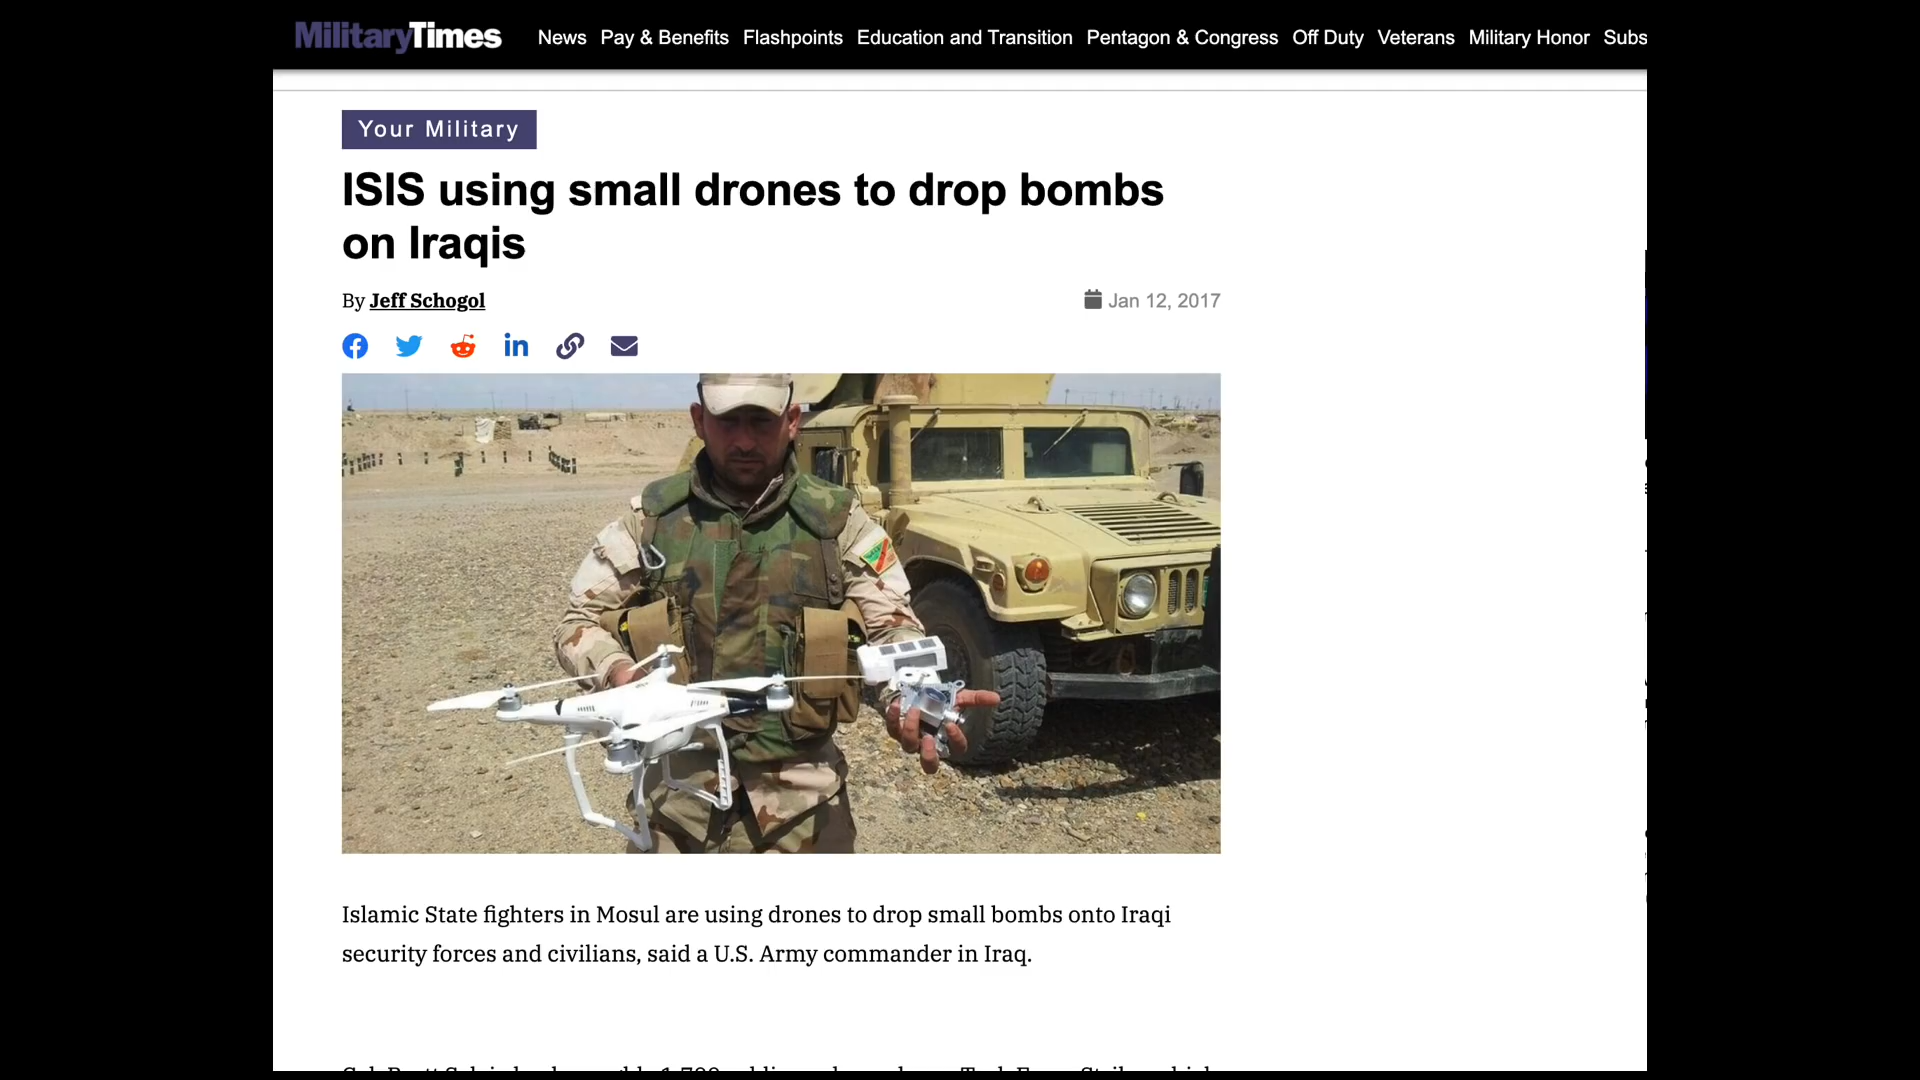 MilitaryTimes News Pay & Benefits Flashpoints Education and Transition Pentagon & Congress Off Duty Veterans Military Honor Subs
Your Military
ISIS using small drones to drop bombs
on Iraqis
By Jeff Schogol Jan 12, 2017
Islamic State fighters in Mosul are using drones to drop small bombs onto Iraqi
security forces and civilians, said a U.S. Army commander in Iraq.